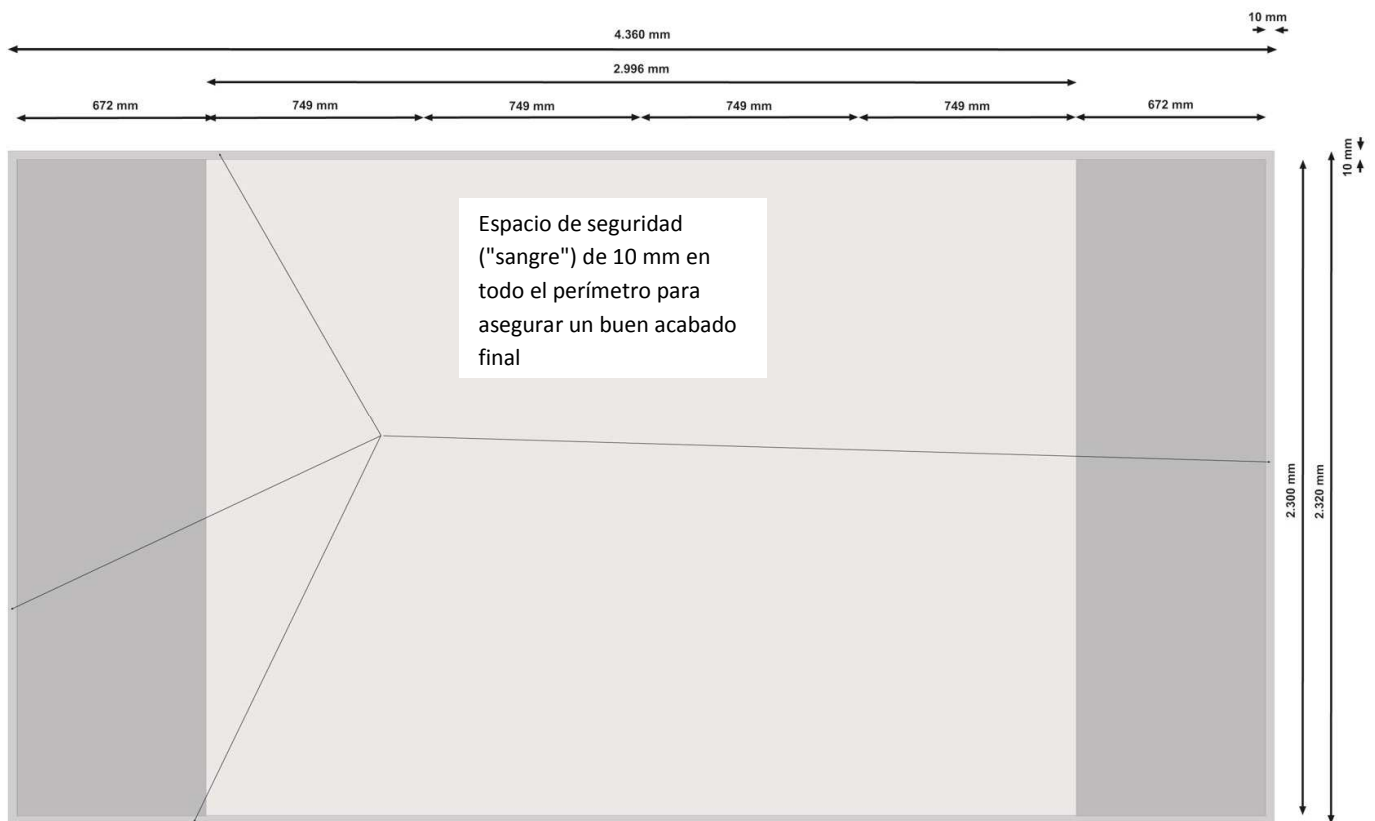 10 mm
4.360 mm
2.996 mm
672 mm
749 mm
749 mm
749 mm
749 mm
672 mm
10 mm
Espacio de seguridad
("sangre") de 10 mm en
todo el perímetro para
asegurar un buen acabado
final
2.300 mm
2.320 mm